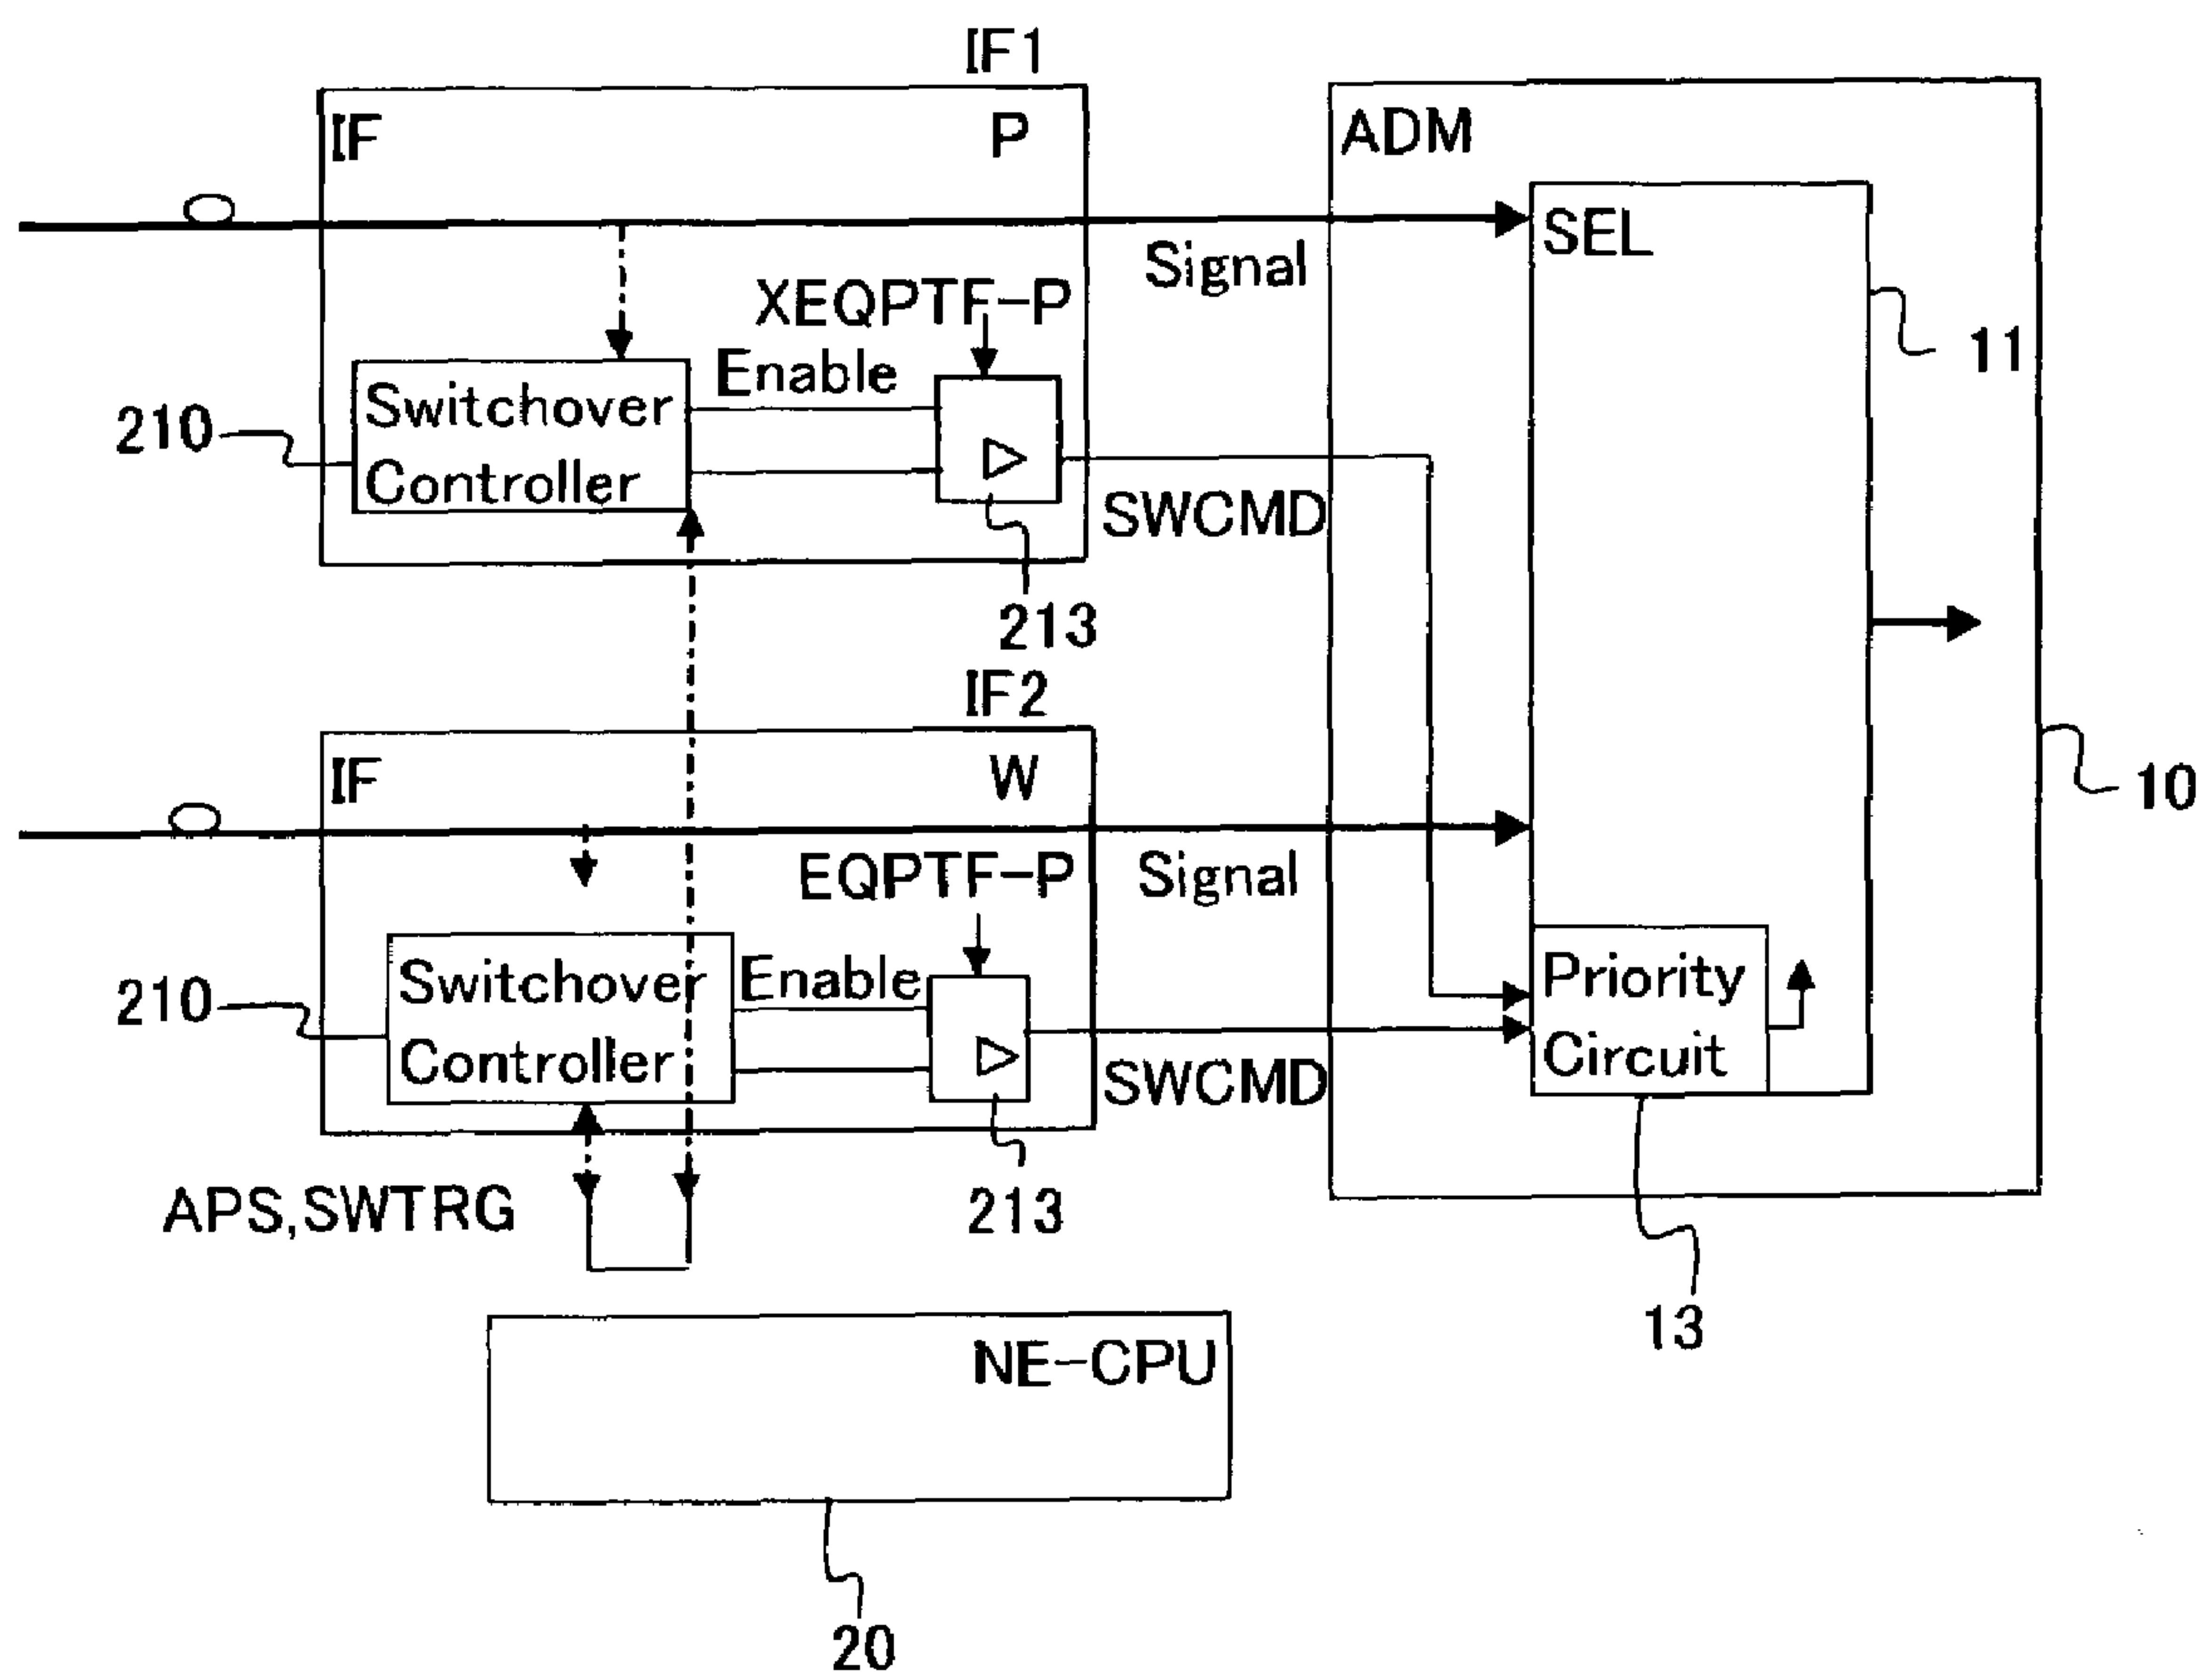 IF1
IF
P
ADM
SEL
Signal
XEQPTF-P
11
Enable
Switchover
Controller
210
SWCMD
213
IF2
IF
W
10
Signal
EQPTF-P
Enable
Switchover
Controller
210
Priority
Circuit
SWCMD
APS,SWTRG
213
13
NE-CPU
20